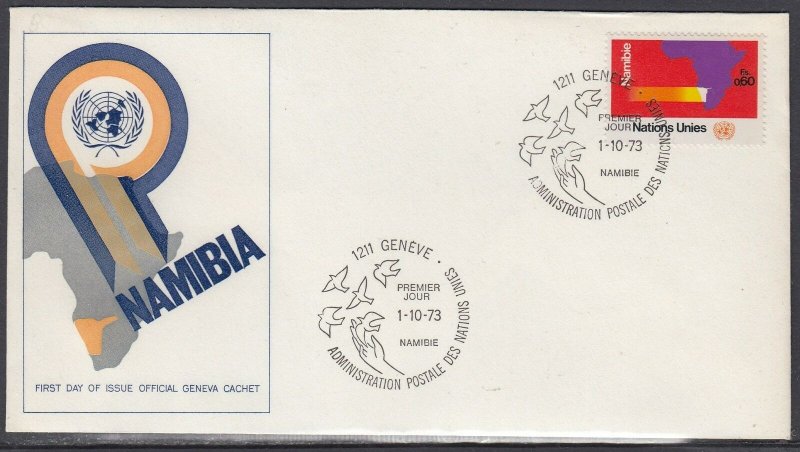 NAMIBIA
FIRST DAY OF ISSUE OFFICIAL GENEVA CACHET
1211 GENÈVE ·
PREMIER
JOUR
1-10-73
NAMIBIE
ADMINISTRATION POSTALE DES NATIONS UNIES
Namibie
Fs.
0,60
Nations Unies
1211 GENÈVE ·
PREMIER
JOUR
1-10-73
NAMIBIE
ADMINISTRATION POSTALE DES NATIONS UNIES